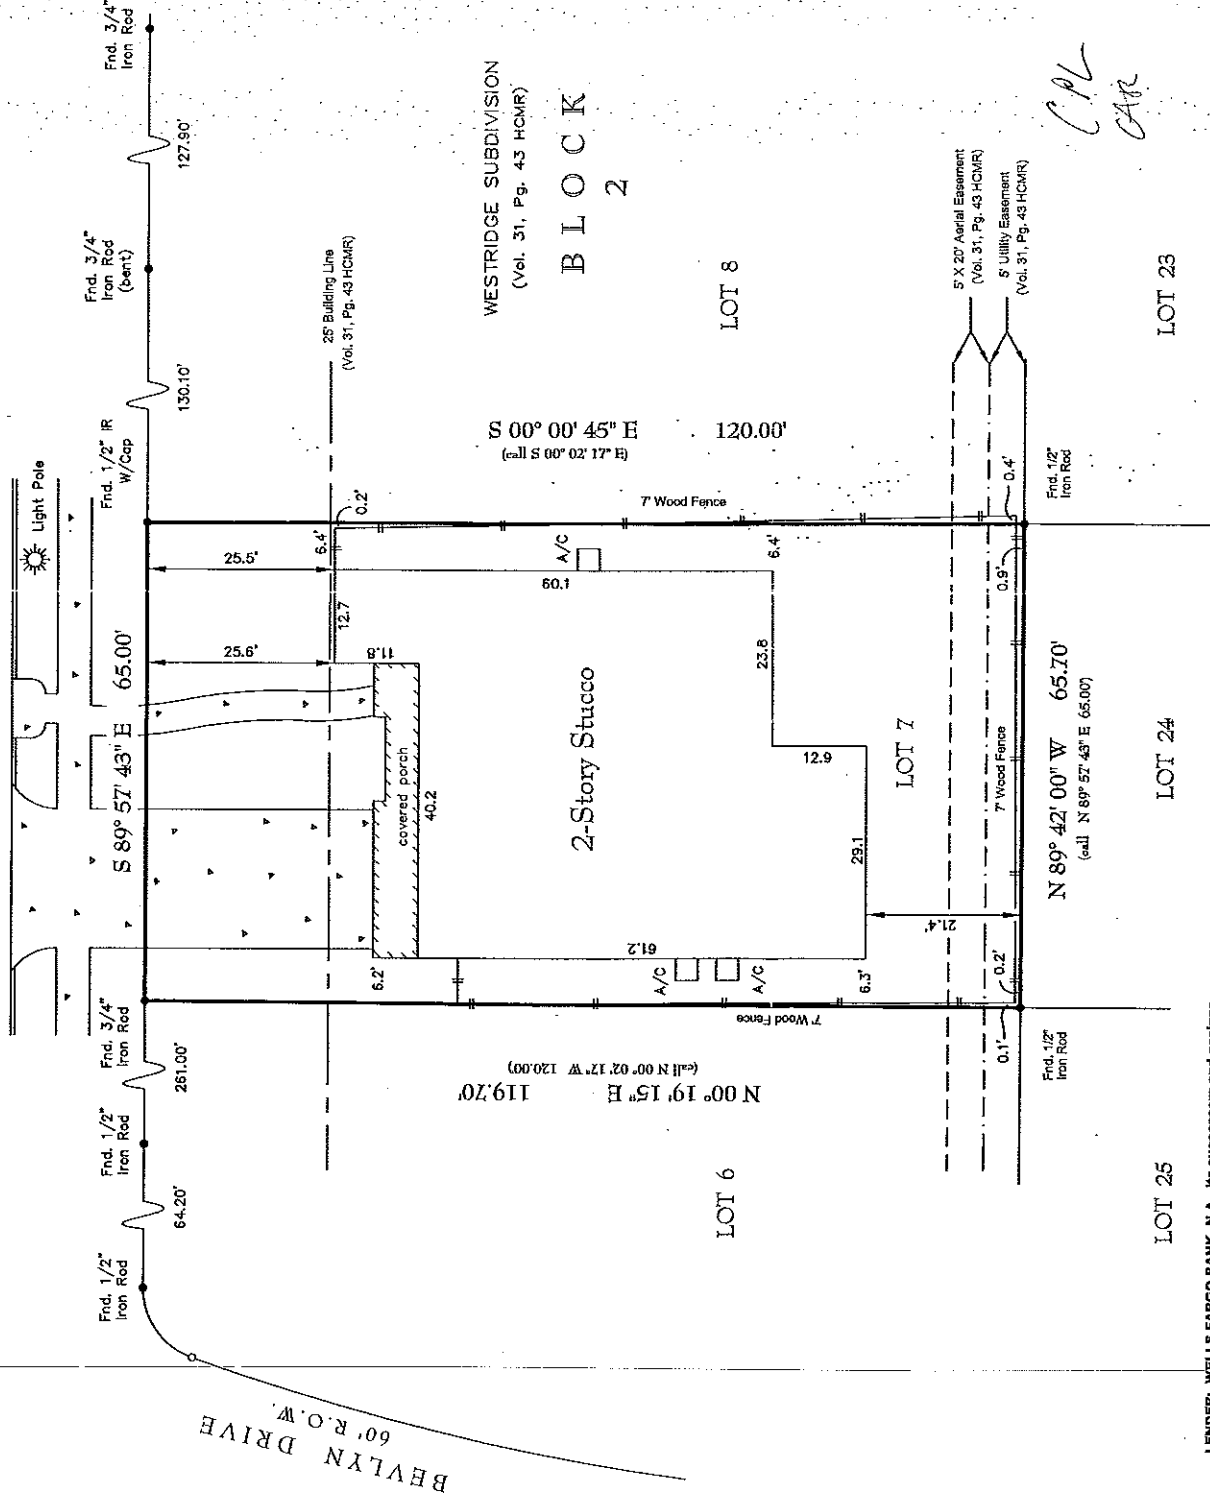 Fnd. 3/4"
Iron Rod
127.90'
Fnd. 3/4"
Iron Rod
(bent)
130.10'
Fnd. 1/2" IR
W/Cap
Light Pole
25' Building Line
(Vol. 31, Pg. 43 HCMR)
WESTRIDGE SUBDIVISION
(Vol. 31, Pg. 43 HCMR)
BLOCK
2
LOT 8
CPL
5' X 20' Aerial Easement
(Vol. 31, Pg. 43 HCMR)
5' Utility Easement
(Vol. 31, Pg. 43 HCMR)
LOT 23
S 00° 00' 45" E 120.00'
(call S 00° 02' 17" E)
7' Wood Fence
0.2'
6.4'
25.5'
12.7
25.6'
11.8
A/C
60.1
6.4'
23.8
12.9
0.4'
0.9'
Fnd. 1/2"
Iron Rod
S 89° 57' 43" E 65.00'
covered porch
40.2
2-Story Stucco
LOT 7
29.1
21.4'
7' Wood Fence
N 89° 42' 00" W 65.70'
(call N 89° 57' 43" E 65.00')
LOT 24
6.2'
61.2
A/C
A/C
6.3'
0.2'
0.1'
7' Wood Fence
Fnd. 1/2"
Iron Rod
N 00° 19' 15" E 119.70'
(call N 00° 02' 17" W 120.00)
Fnd. 3/4"
Iron Rod
261.00'
Fnd. 1/2"
Iron Rod
64.20'
Fnd. 1/2"
Iron Rod
LOT 6
LOT 25
BEVLYN DRIVE
60' R.O.W.
LENDER: WELLS FARGO BANK, N.A.